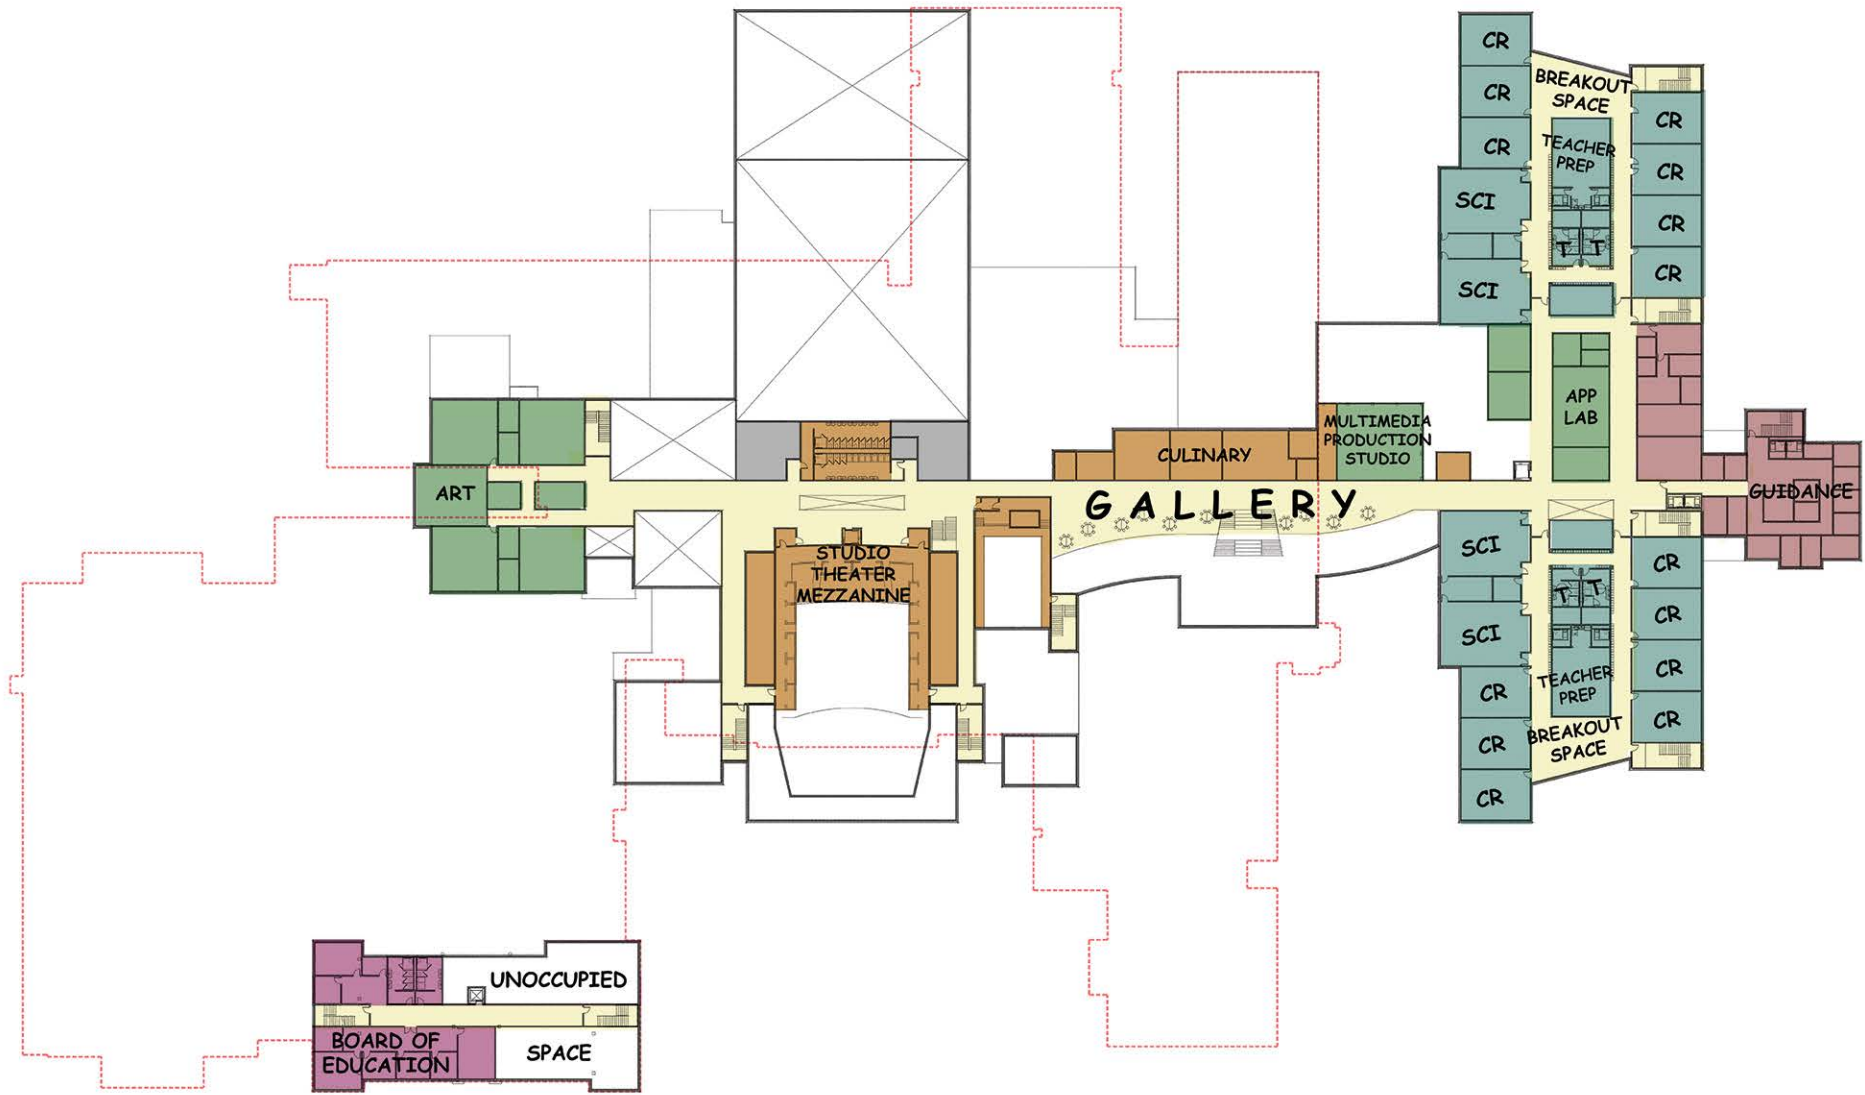 CR
BREAKOUT
SPACE
CR
CR
CR
TEACHER
PREP
CR
CR
SCI
CR
T T
CR
SCI
APP
LAB
MULTIMEDIA
PRODUCTION
STUDIO
CULINARY
ART
GALLERY
GUIDANCE
STUDIO
THEATER
MEZZANINE
SCI
CR
T T
CR
SCI
CR
TEACHER
PREP
CR
CR
BREAKOUT
SPACE
CR
CR
UNOCCUPIED
BOARD OF
EDUCATION
SPACE